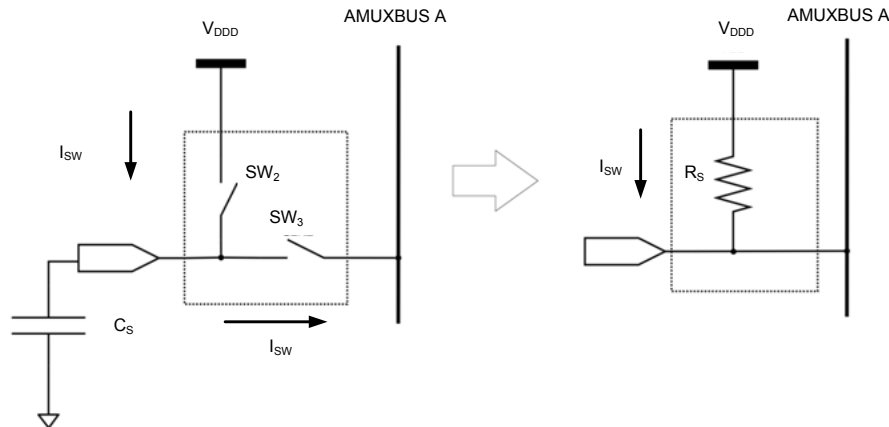 AMUXBUS A
VDDD
ISW
SW2
SW3
CS
ISW
AMUXBUS A
VDDD
ISW
RS